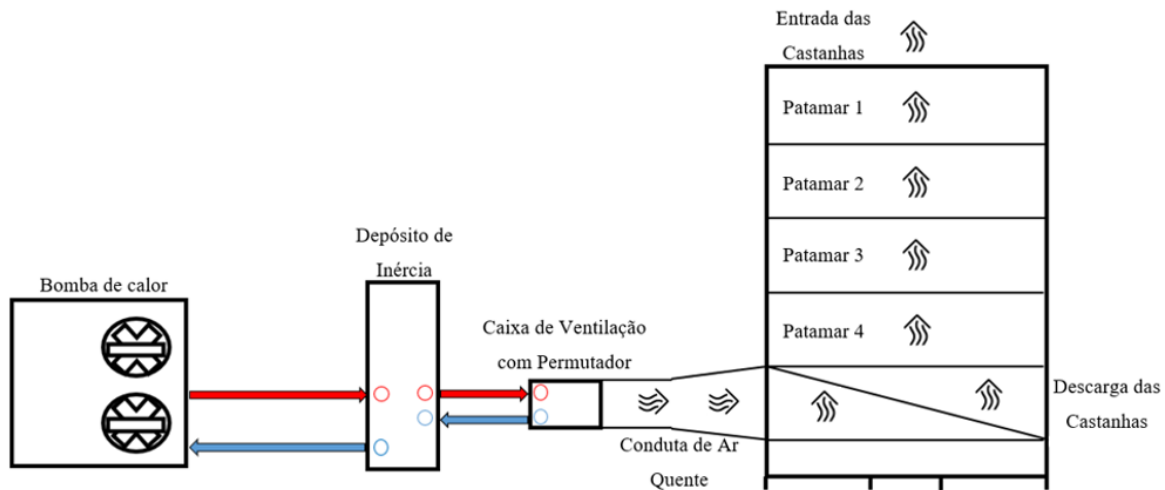 Entrada das
Castanhas
Patamar 1
Patamar 2
Patamar 3
Patamar 4
Depósito de
Inércia
Bomba de calor
Caixa de Ventilação
com Permutador
Conduta de Ar
Quente
Descarga das
Castanhas